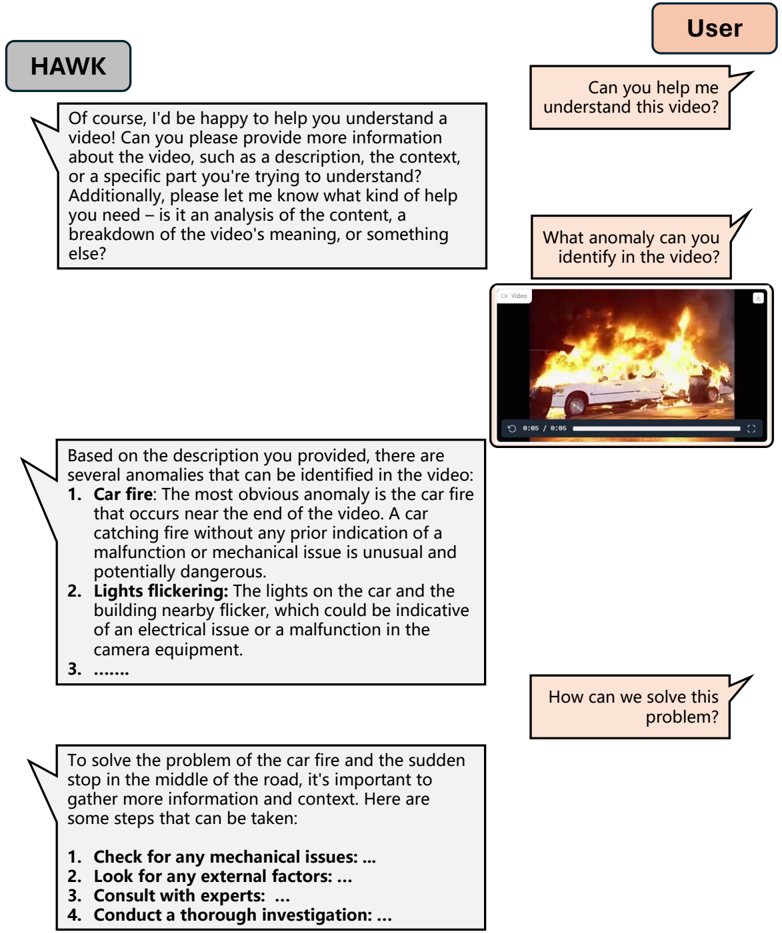 User
HAWK
Can you help me
understand this video?
Of course, I'd be happy to help you understand a
video! Can you please provide more information
about the video, such as a description, the context,
or a specific part you're trying to understand?
Additionally, please let me know what kind of help
you need – is it an analysis of the content, a
breakdown of the video's meaning, or something
else?
What anomaly can you
identify in the video?
Video
0:05 / 0:05
Based on the description you provided, there are
several anomalies that can be identified in the video:
1. Car fire: The most obvious anomaly is the car fire
that occurs near the end of the video. A car
catching fire without any prior indication of a
malfunction or mechanical issue is unusual and
potentially dangerous.
2. Lights flickering: The lights on the car and the
building nearby flicker, which could be indicative
of an electrical issue or a malfunction in the
camera equipment.
3. .......
How can we solve this
problem?
To solve the problem of the car fire and the sudden
stop in the middle of the road, it's important to
gather more information and context. Here are
some steps that can be taken:
1. Check for any mechanical issues: ...
2. Look for any external factors: ...
3. Consult with experts: ...
4. Conduct a thorough investigation: ...